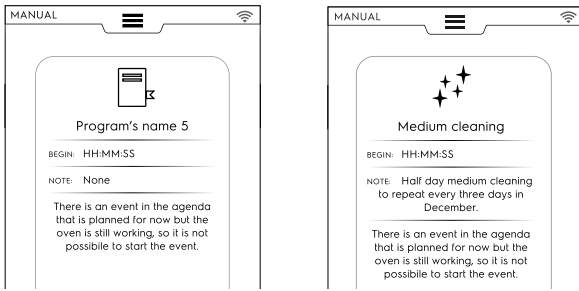 MANUAL
Program's name 5
BEGIN: HH:MM:SS
NOTE: None
There is an event in the agenda
that is planned for now but the
oven is still working, so it is not
possibile to start the event.
MANUAL
Medium cleaning
BEGIN: HH:MM:SS
NOTE: Half day medium cleaning
to repeat every three days in
December.
There is an event in the agenda
that is planned for now but the
oven is still working, so it is not
possibile to start the event.